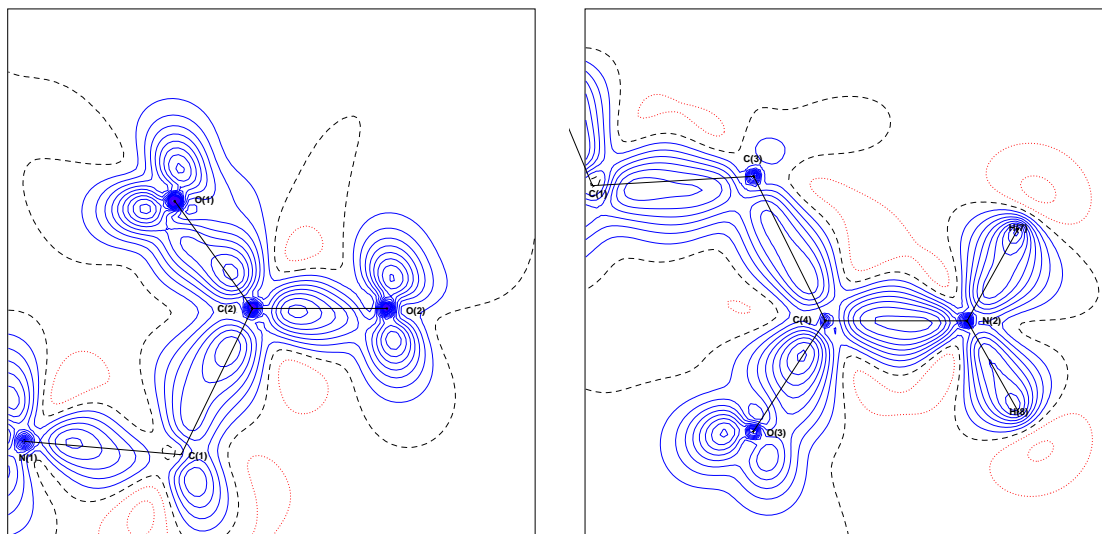 O(1)
C(2)
O(2)
N(1)
C(1)
C(3)
C(1)
H(7)
C(4)
N(2)
O(3)
H(8)